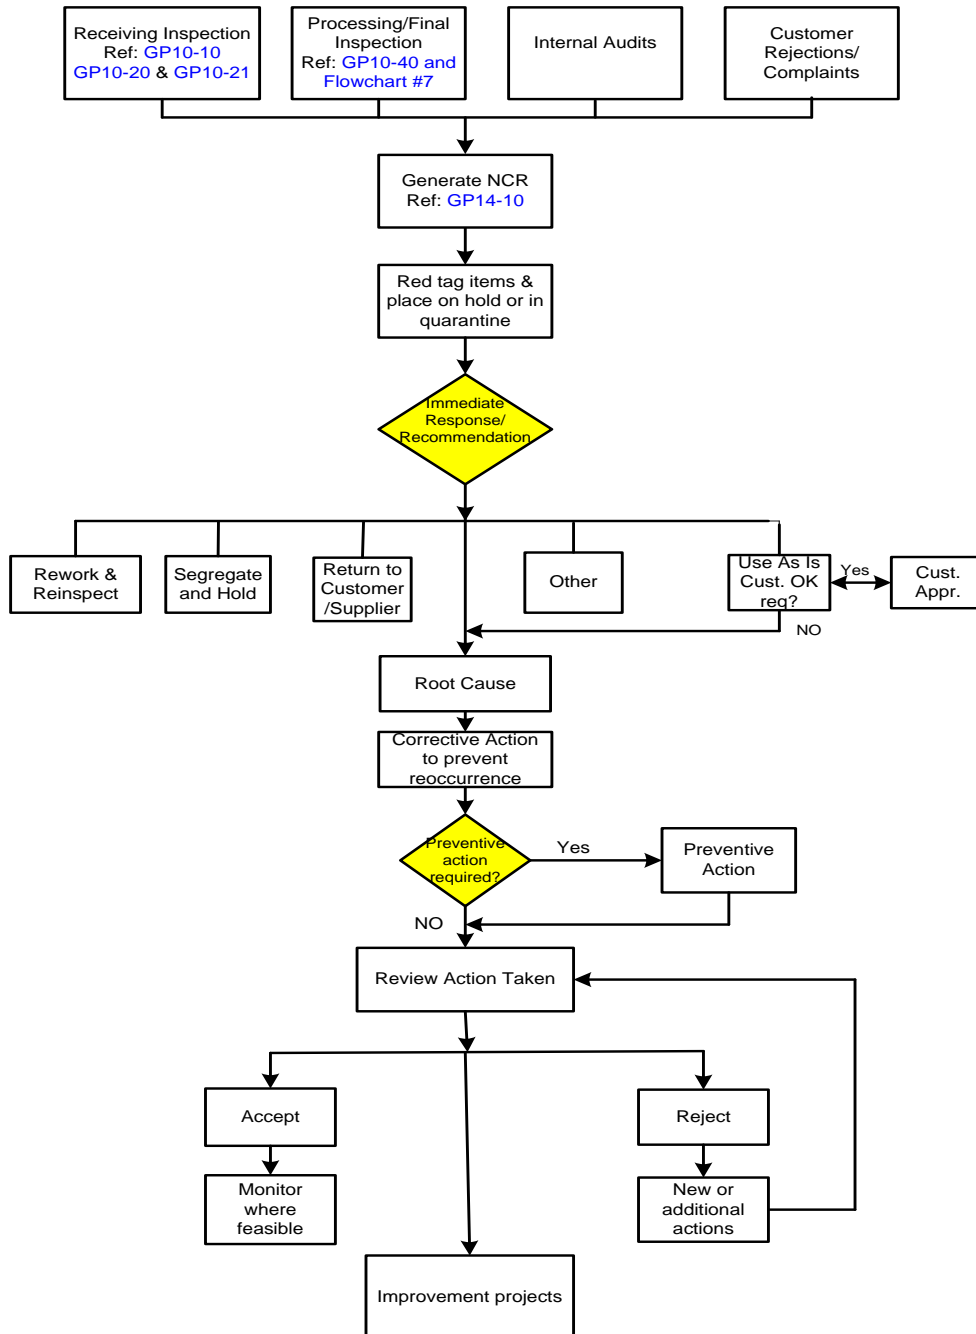 Receiving Inspection
Ref: GP10-10
GP10-20 & GP10-21
Processing/Final
Inspection
Ref: GP10-40 and
Flowchart #7
Internal Audits
Customer
Rejections/
Complaints
Generate NCR
Ref: GP14-10
Red tag items &
place on hold or in
quarantine
Immediate
Response/
Recommendation
Rework &
Reinspect
Segregate
and Hold
Return to
Customer
/Supplier
Other
Use As Is
Cust. OK
req?
Yes
Cust.
Appr.
NO
Root Cause
Corrective Action
to prevent
reoccurrence
Preventive
action
required?
Yes
Preventive
Action
NO
Review Action Taken
Accept
Reject
Monitor
where
feasible
New or
additional
actions
Improvement projects